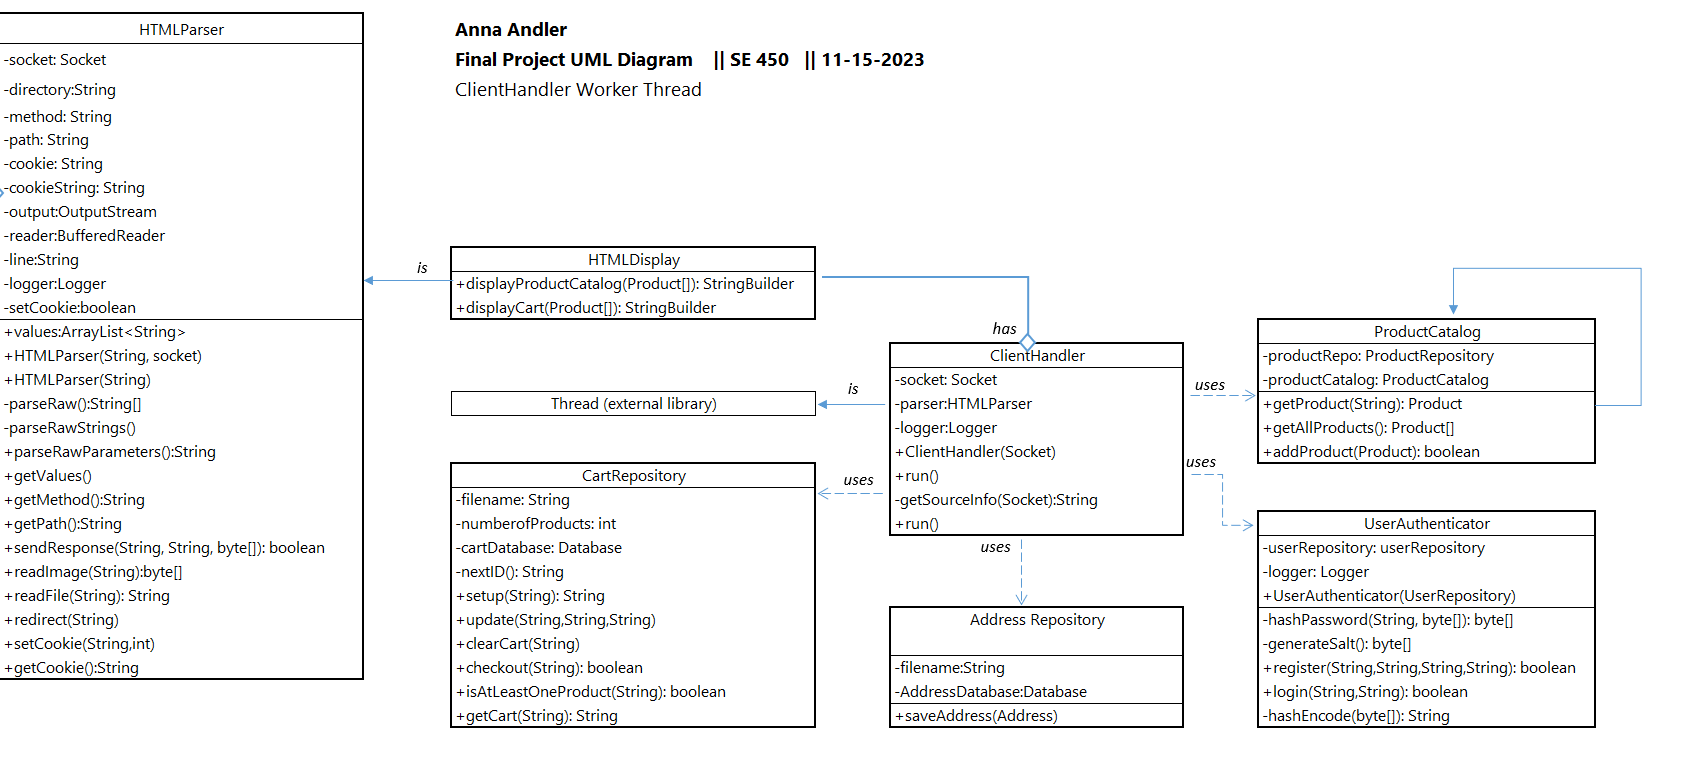 HTMLParser
-socket: Socket
-directory:String
-method: String
-path: String
-cookie: String
-cookieString: String
-output:OutputStream
-reader:BufferedReader
-line:String
-logger:Logger
-setCookie:boolean
+values:ArrayList<String>
+HTMLParser(String, socket)
+HTMLParser(String)
-parseRaw():String[]
-parseRawStrings()
+parseRawParameters():String
+getValues()
+getMethod():String
+getPath():String
+sendResponse(String, String, byte[]): boolean
+readImage(String):byte[]
+readFile(String): String
+redirect(String)
+setCookie(String,int)
+getCookie():String
Anna Andler
Final Project UML Diagram || SE 450 || 11-15-2023
ClientHandler Worker Thread
is
HTMLDisplay
+displayProductCatalog(Product[]): StringBuilder
+displayCart(Product[]): StringBuilder
has
Thread (external library)
is
CartRepository
-filename: String
-numberofProducts: int
-cartDatabase: Database
-nextID(): String
+setup(String): String
+update(String,String,String)
+clearCart(String)
+checkout(String): boolean
+isAtLeastOneProduct(String): boolean
+getCart(String): String
uses
ClientHandler
-socket: Socket
-parser:HTMLParser
-logger:Logger
+ClientHandler(Socket)
+run()
-getSourceInfo(Socket):String
+run()
uses
Address Repository
-filename:String
-AddressDatabase:Database
+saveAddress(Address)
uses
ProductCatalog
-productRepo: ProductRepository
-productCatalog: ProductCatalog
+getProduct(String): Product
+getAllProducts(): Product[]
+addProduct(Product): boolean
uses
UserAuthenticator
-userRepository: userRepository
-logger: Logger
+UserAuthenticator(UserRepository)
-hashPassword(String, byte[]): byte[]
-generateSalt(): byte[]
+register(String,String,String,String): boolean
+login(String,String): boolean
-hashEncode(byte[]): String